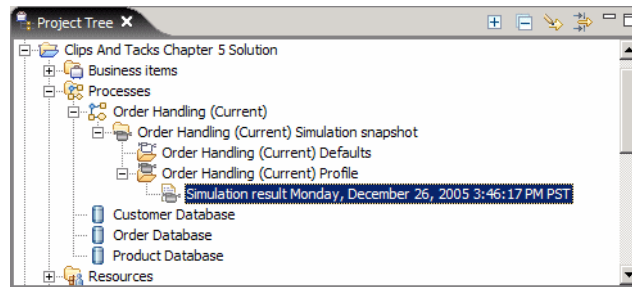 Project Tree
Clips And Tacks Chapter 5 Solution
Business items
Processes
Order Handling (Current)
Order Handling (Current) Simulation snapshot
Order Handling (Current) Defaults
Order Handling (Current) Profile
Simulation result Monday, December 26, 2005 3:46:17 PM PST
Customer Database
Order Database
Product Database
Resources